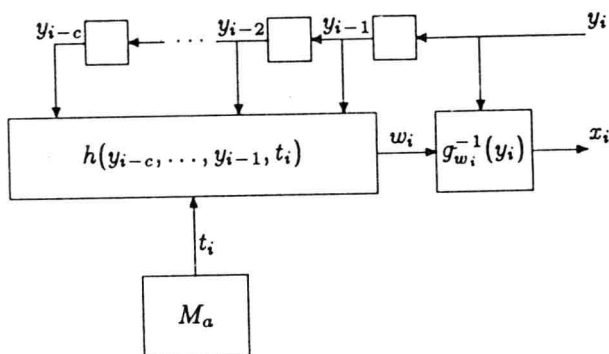 y_{i-c} ... y_{i-2} y_{i-1} y_i
h(y_{i-c}, ..., y_{i-1}, t_i) w_i g_{w_i}^{-1}(y_i) x_i
t_i
M_a